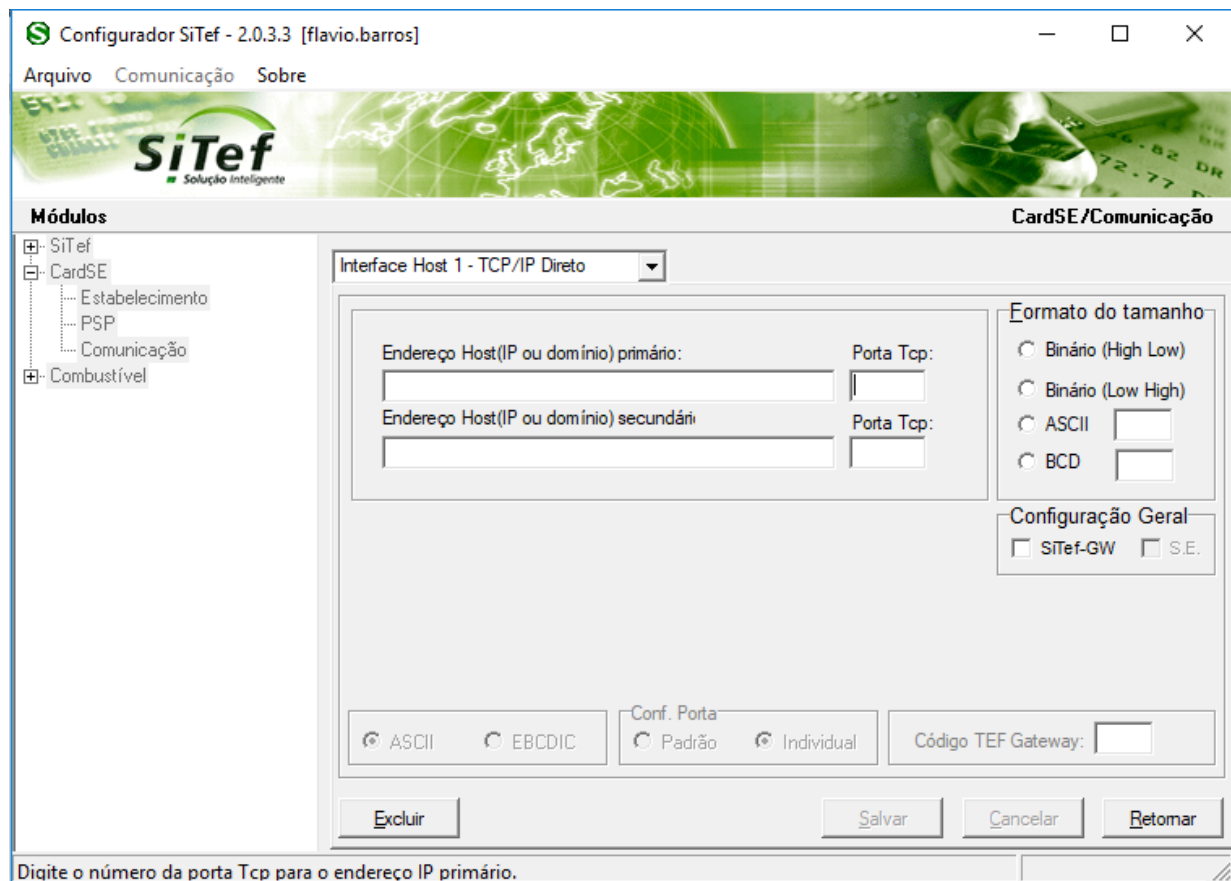 Configurador SiTef - 2.0.3.3 [flavio.barros]
Arquivo Comunicação Sobre
SiTef
Solução Inteligente
.82 DR
72.77
Módulos
CardSE/Comunicação
SiTef
CardSE
Estabelecimento
PSP
Comunicação
Combustível
Interface Host 1 - TCP/IP Direto
Endereço Host(IP ou domínio) primário:
Porta Tcp:
Endereço Host(IP ou domínio) secundári
Porta Tcp:
Formato do tamanho
Binário (High Low)
Binário (Low High)
ASCII
BCD
Configuração Geral
SiTef-GW S.E.
ASCII EBCDIC
Conf. Porta
Padrão Individual
Código TEF Gateway:
Excluir
Salvar
Cancelar
Retornar
Digite o número da porta Tcp para o endereço IP primário.